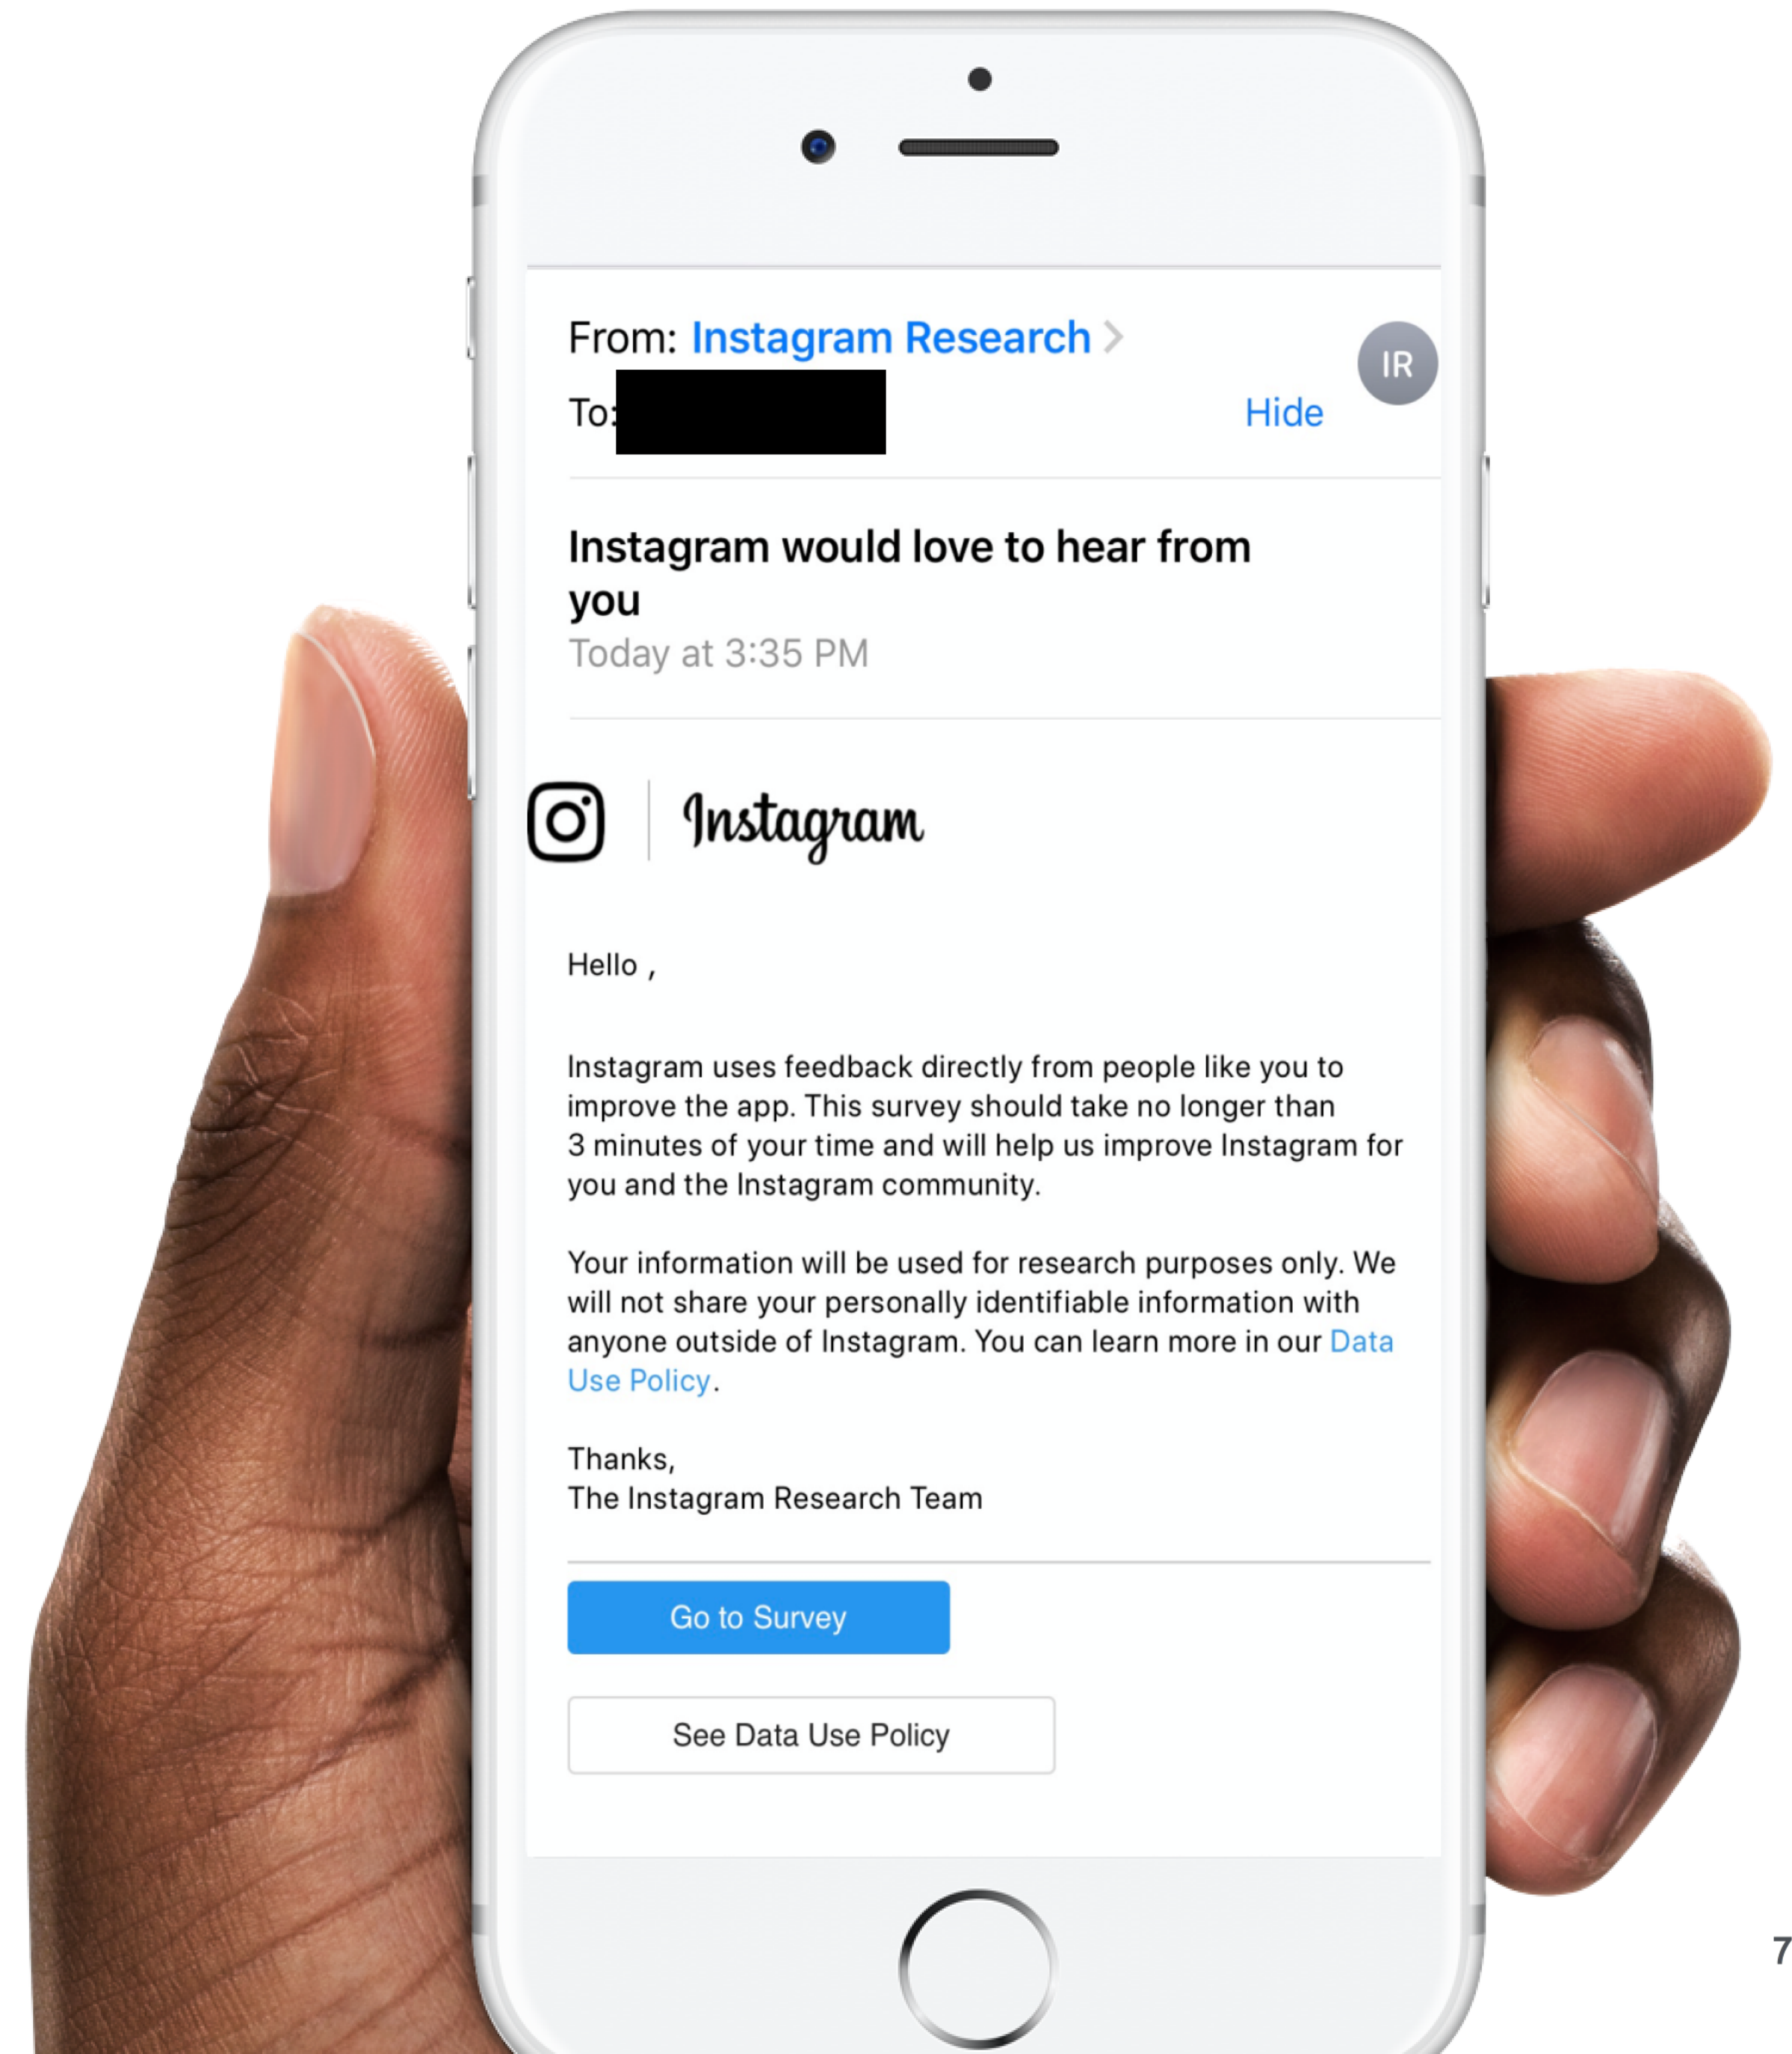 From: Instagram Research
IR
To:
Hide
Instagram would love to hear from
you
Today at 3:35 PM
Instagram
Hello ,
Instagram uses feedback directly from people like you to
improve the app. This survey should take no longer than
3 minutes of your time and will help us improve Instagram for
you and the Instagram community.
Your information will be used for research purposes only. We
will not share your personally identifiable information with
anyone outside of Instagram. You can learn more in our Data
Use Policy.
Thanks,
The Instagram Research Team
Go to Survey
See Data Use Policy
7